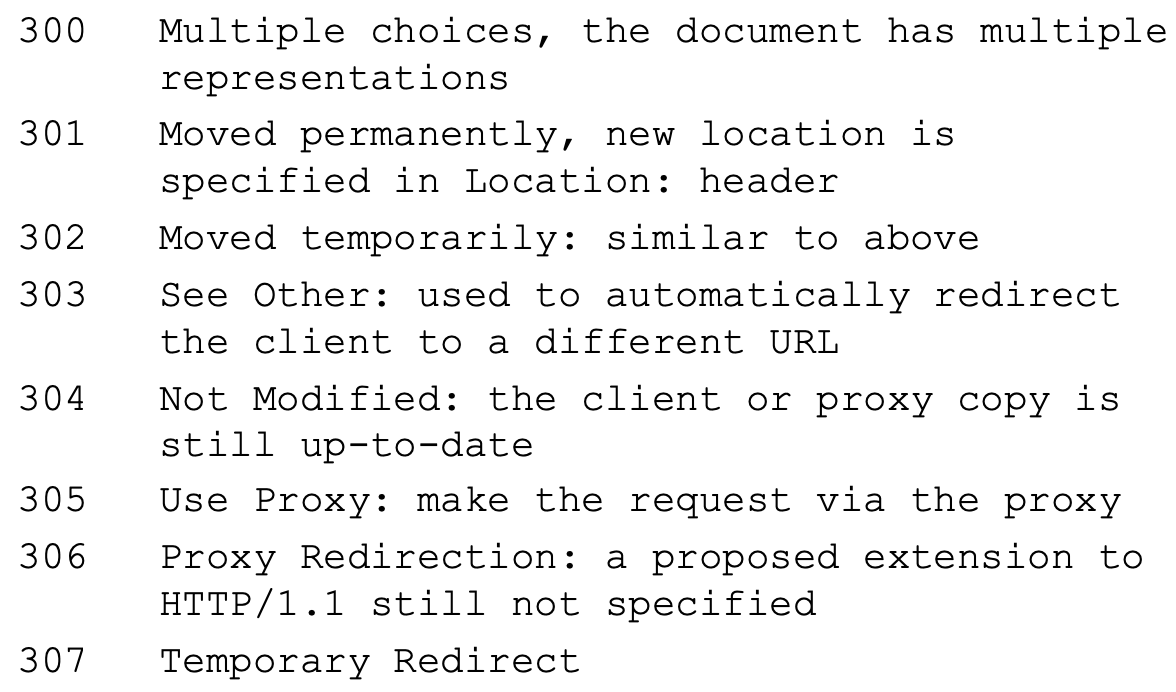 300 Multiple choices, the document has multiple
representations
301 Moved permanently, new location is
specified in Location: header
302 Moved temporarily: similar to above
303 See Other: used to automatically redirect
the client to a different URL
304 Not Modified: the client or proxy copy is
still up-to-date
305 Use Proxy: make the request via the proxy
306 Proxy Redirection: a proposed extension to
HTTP/1.1 still not specified
307 Temporary Redirect